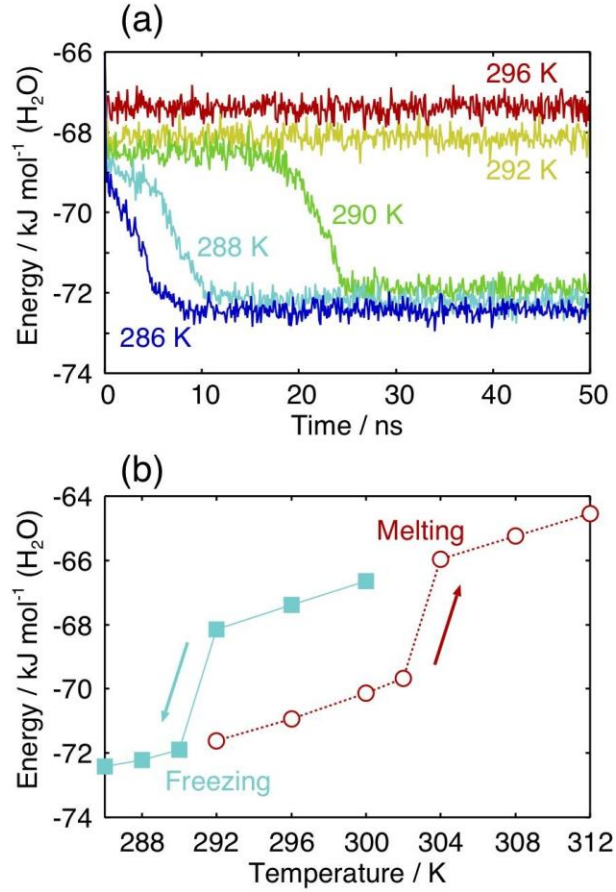 (a)
-66
-67
-68
-70
-72
-74
Energy / kJ mol⁻¹ (H₂O)
296 K
292 K
290 K
288 K
286 K
0 10 20 30 40 50
Time / ns
(b)
-64
-66
-68
-70
-72
-74
Energy / kJ mol⁻¹ (H₂O)
Melting
Freezing
288 292 296 300 304 308 312
Temperature / K